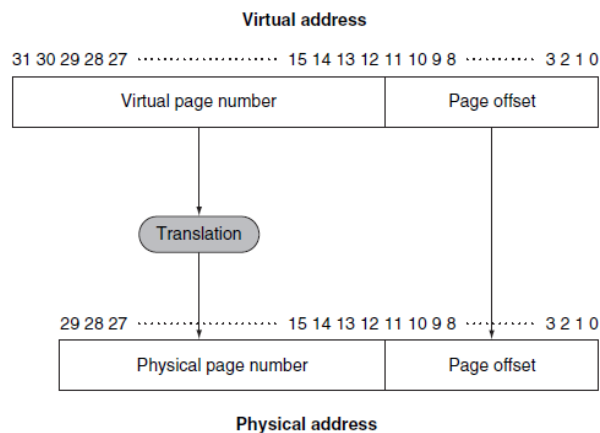 Virtual address
31 30 29 28 27 ······················ 15 14 13 12 11 10 9 8 ·········· 3 2 1 0
Virtual page number Page offset
Translation
29 28 27 ······················ 15 14 13 12 11 10 9 8 ·········· 3 2 1 0
Physical page number Page offset
Physical address